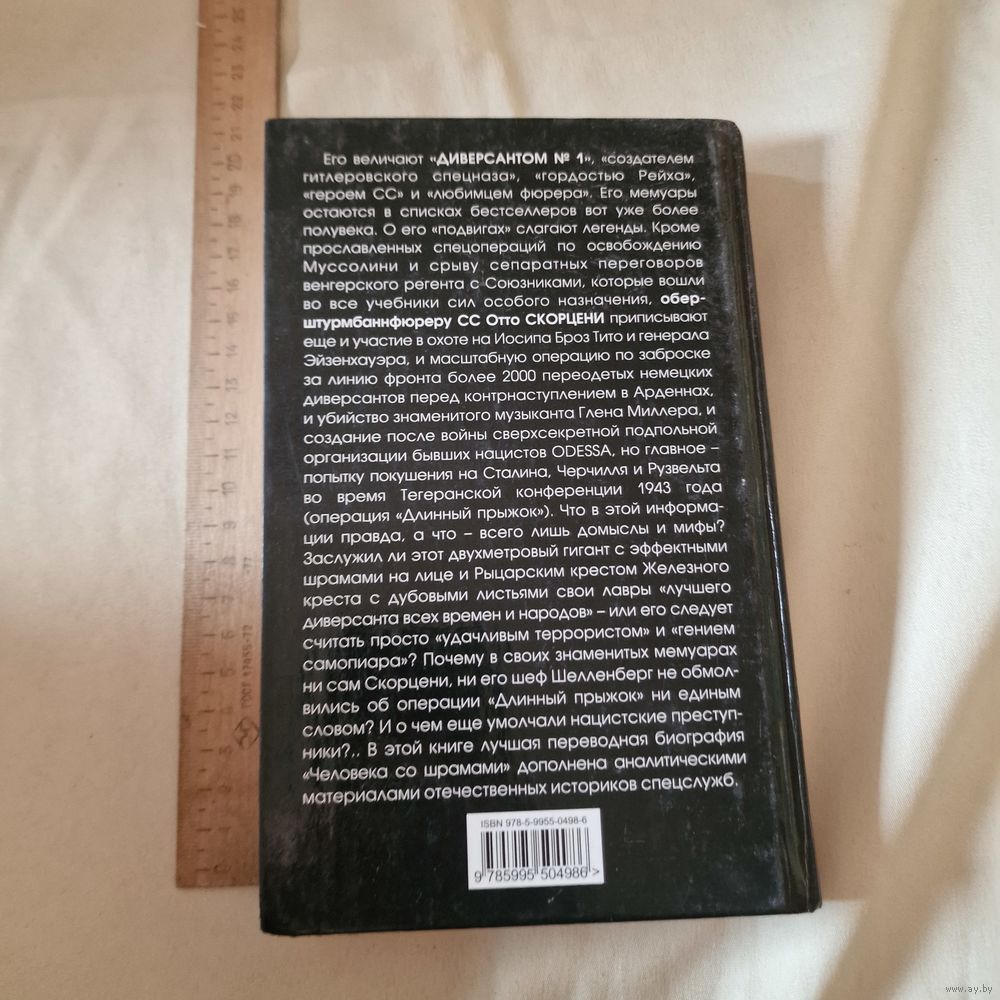 Его величают «ДИВЕРСАНТОМ № 1», «создателем
гитлеровского спецназа», «гордостью Рейха»,
«героем СС» и «любимцем фюрера». Его мемуары
остаются в списках бестселлеров вот уже более
полувека. О его «подвигах» слагают легенды. Кроме
прославленных спецопераций по освобождению
Муссолини и срыву сепаратных переговоров
венгерского регента с Союзниками, которые вошли
во все учебники сил особого назначения, обер-
штурмбаннфюреру СС Отто СКОРЦЕНИ приписывают
еще и участие в охоте на Иосипа Броз Тито и генерала
Эйзенхауэра, и масштабную операцию по заброске
за линию фронта более 2000 переодетых немецких
диверсантов перед контрнаступлением в Арденнах,
и убийство знаменитого музыканта Глена Миллера, и
создание после войны сверхсекретной подпольной
организации бывших нацистов ODESSA, но главное –
попытку покушения на Сталина, Черчилля и Рузвельта
во время Тегеранской конференции 1943 года
(операция «Длинный прыжок»). Что в этой информа-
ции правда, а что – всего лишь домыслы и мифы?
Заслужил ли этот двухметровый гигант с эффектными
шрамами на лице и Рыцарским крестом Железного
креста с дубовыми листьями свои лавры «лучшего
диверсанта всех времен и народов» – или его следует
считать просто «удачливым террористом» и «гением
самопиара»? Почему в своих знаменитых мемуарах
ни сам Скорцени, ни его шеф Шелленберг не обмол-
вились об операции «Длинный прыжок» ни единым
словом? И о чем еще умолчали нацистские преступ-
ники?.. В этой книге лучшая переводная биография
«Человека со шрамами» дополнена аналитическими
материалами отечественных историков спецслужб.
ISBN 978-5-9955-0498-6
9 785995 504986 >
ГОСТ 17435-72
www.ay.by